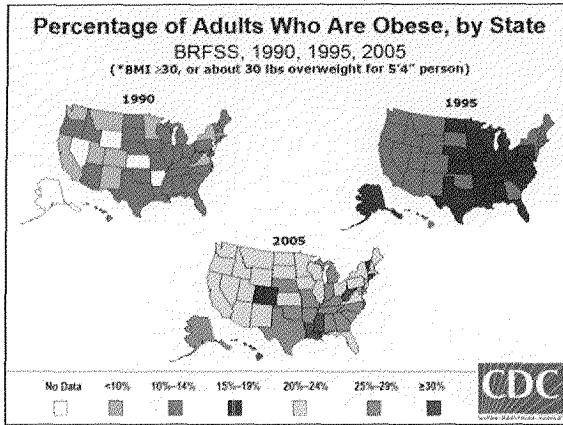 Percentage of Adults Who Are Obese, by State
BRFSS, 1990, 1995, 2005
(*BMI ≥30, or about 30 lbs overweight for 5'4" person)
1990
1995
2005
No Data <10% 10%–14% 15%–19% 20%–24% 25%–29% ≥30%
CDC